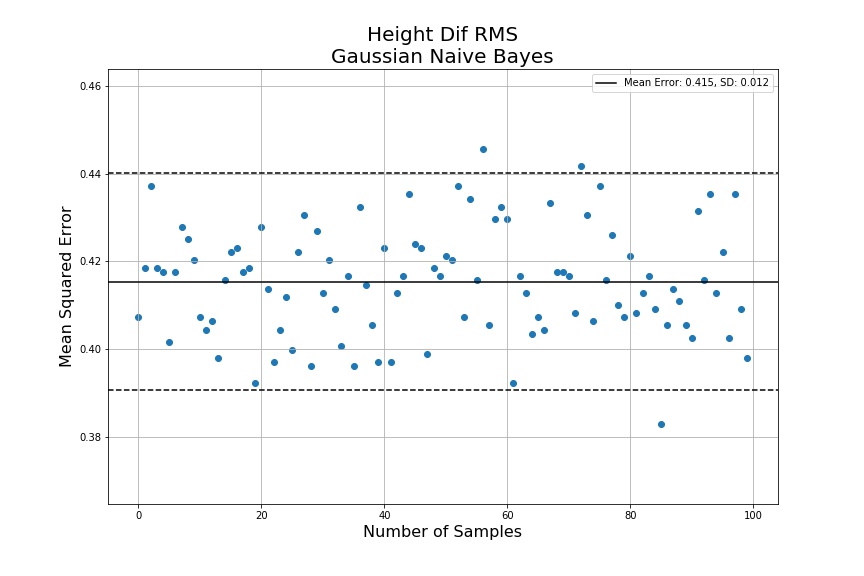 Height Dif RMS
Gaussian Naive Bayes
Mean Error: 0.415, SD: 0.012
Mean Squared Error
0.46
0.44
0.42
0.40
0.38
0
20
40
60
80
100
Number of Samples